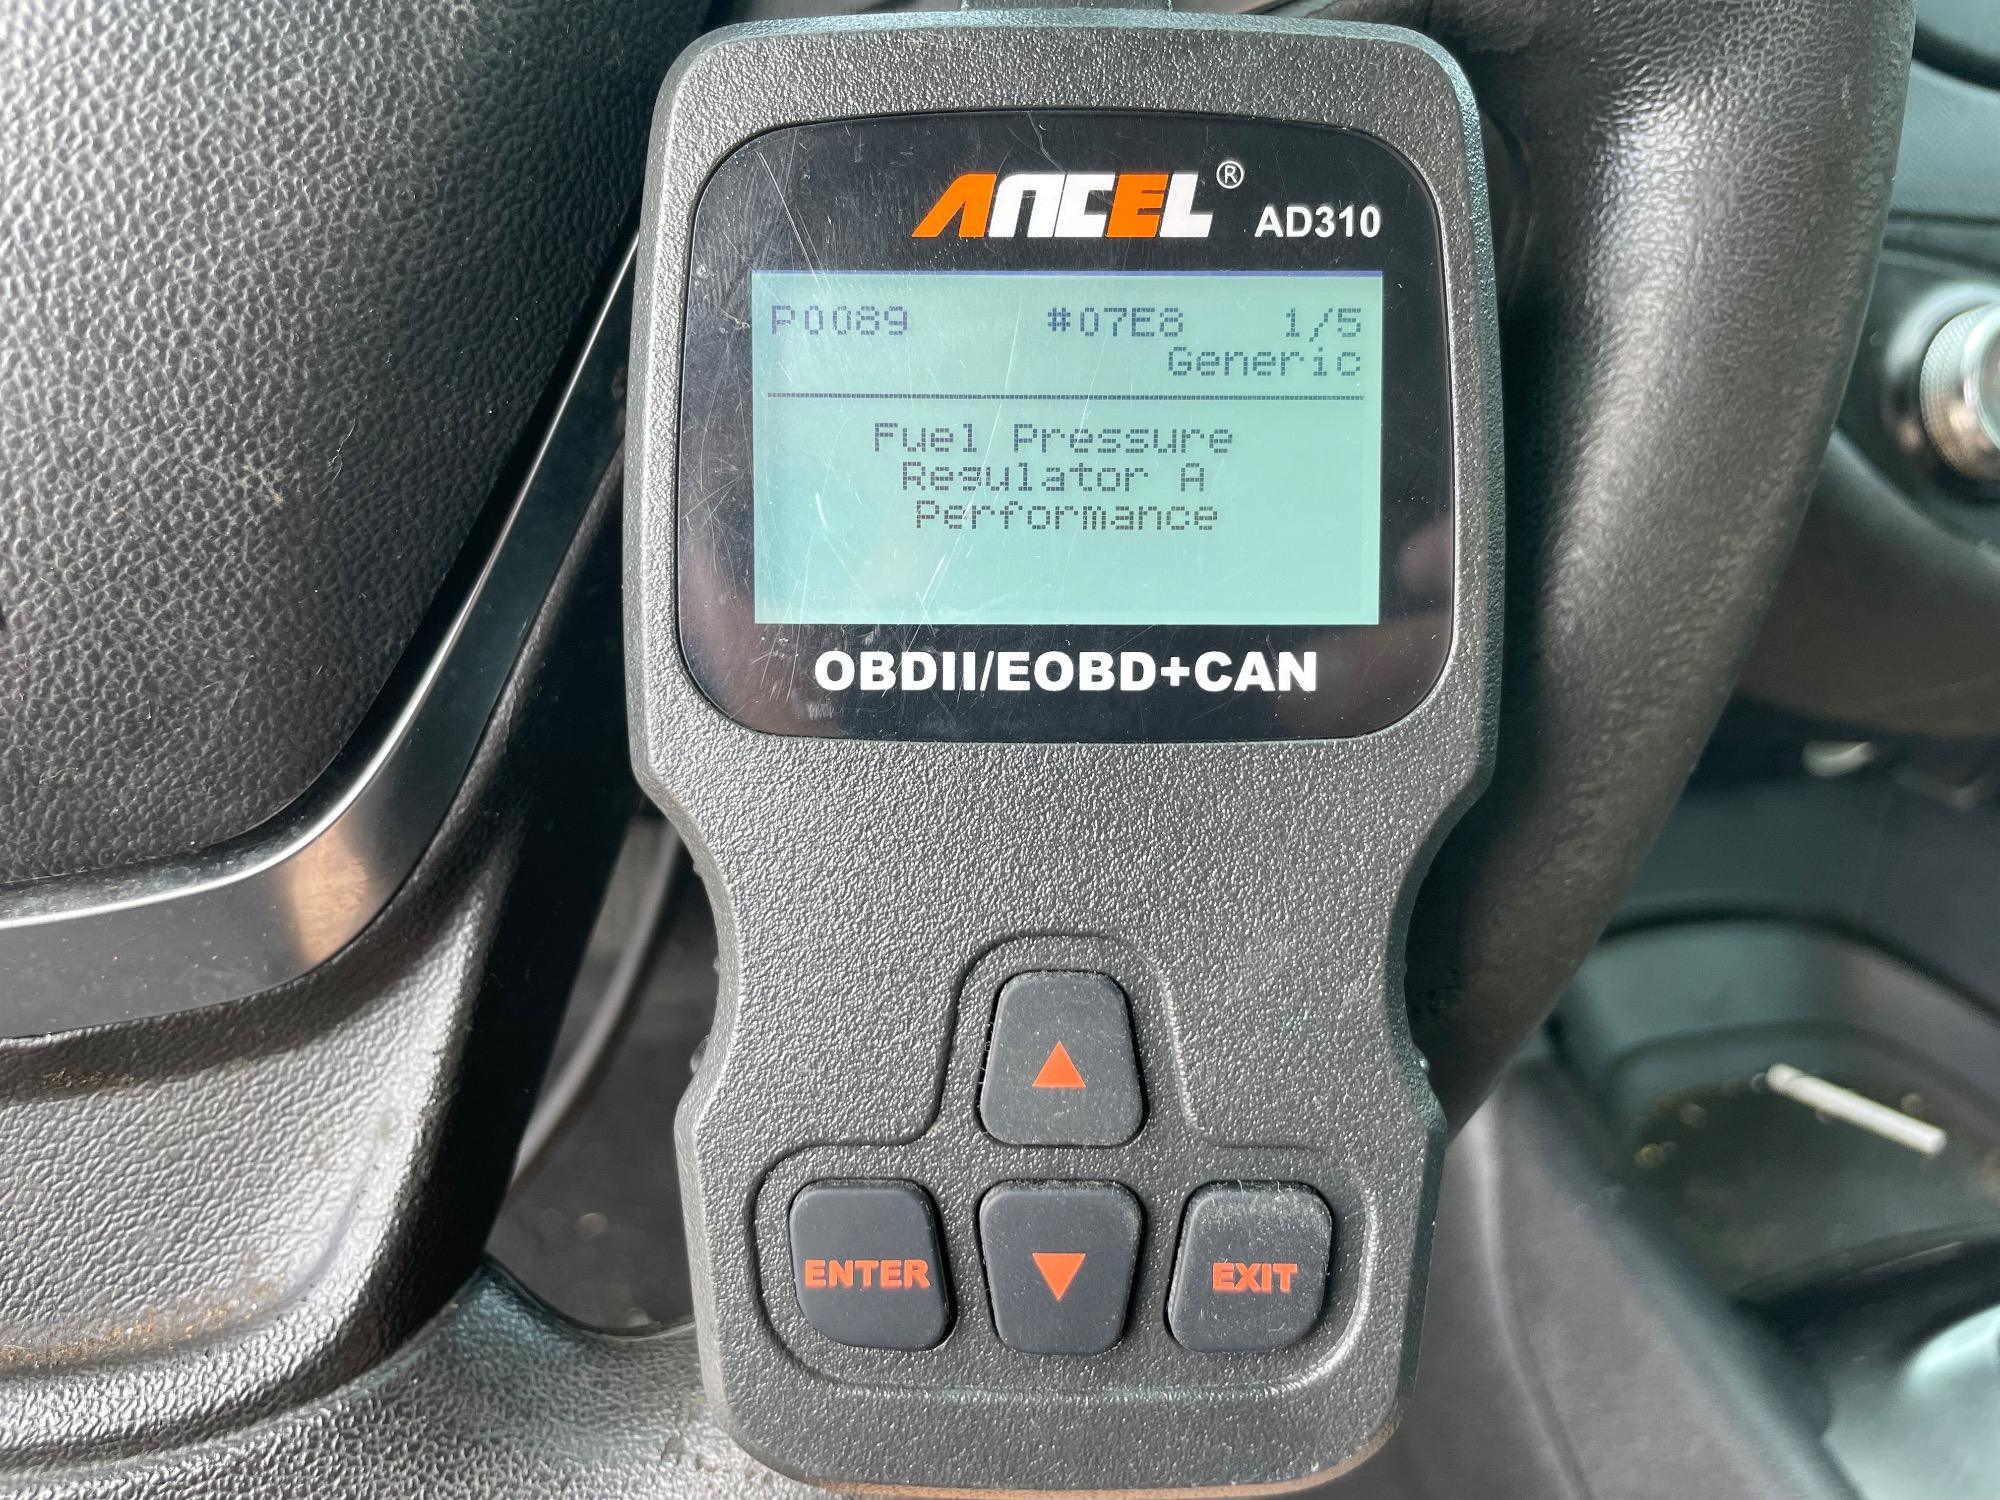 ANCEL® AD310
P0089 #07E8 1/5
Generic
Fuel Pressure
Regulator A
Performance
OBDII/EOBD+CAN
ENTER EXIT